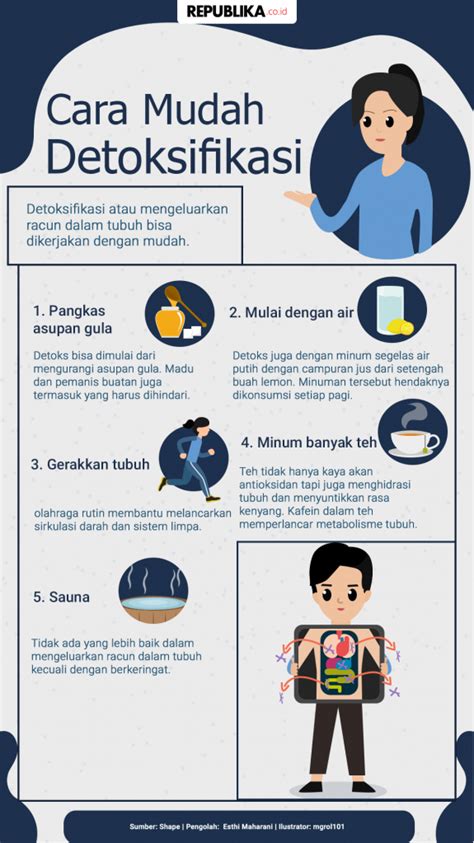 REPUBLIKA.co.id
Cara Mudah
Detoksifikasi
Detoksifikasi atau mengeluarkan
racun dalam tubuh bisa
dikerjakan dengan mudah.
1. Pangkas
asupan gula
Detoks bisa dimulai dari
mengurangi asupan gula. Madu
dan pemanis buatan juga
termasuk yang harus dihindari.
2. Mulai dengan air
Detoks juga dengan minum segelas air
putih dengan campuran jus dari setengah
buah lemon. Minuman tersebut hendaknya
dikonsumsi setiap pagi.
3. Gerakkan tubuh
olahraga rutin membantu melancarkan
sirkulasi darah dan sistem limpa.
4. Minum banyak teh
Teh tidak hanya kaya akan
antioksidan tapi juga menghidrasi
tubuh dan menyuntikkan rasa
kenyang. Kafein dalam teh
memperlancar metabolisme tubuh.
5. Sauna
Tidak ada yang lebih baik dalam
mengeluarkan racun dalam tubuh
kecuali dengan berkeringat.
Sumber: Shape | Pengolah: Esthi Maharani | Ilustrator: mgrol101